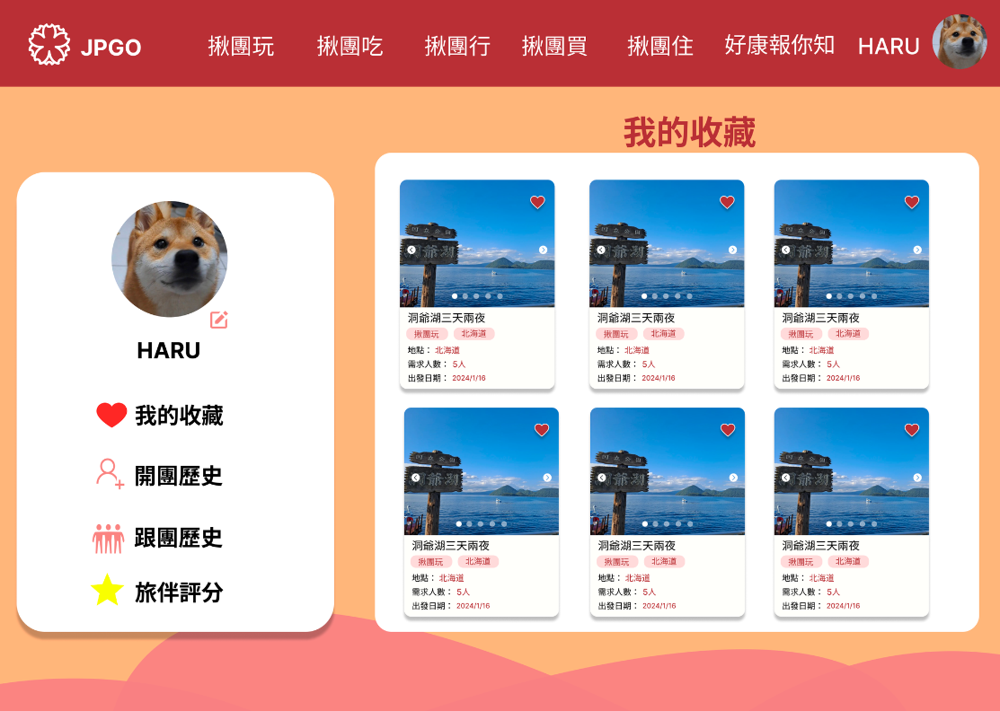 JPGO
揪團玩
揪團吃
揪團行
揪團買
揪團住
好康報你知
HARU
我的收藏
HARU
我的收藏
開團歷史
跟團歷史
旅伴評分
洞爺湖三天兩夜
揪團玩 北海道
地點： 北海道
需求人數： 5人
出發日期： 2024/1/16
洞爺湖三天兩夜
揪團玩 北海道
地點： 北海道
需求人數： 5人
出發日期： 2024/1/16
洞爺湖三天兩夜
揪團玩 北海道
地點： 北海道
需求人數： 5人
出發日期： 2024/1/16
洞爺湖三天兩夜
揪團玩 北海道
地點： 北海道
需求人數： 5人
出發日期： 2024/1/16
洞爺湖三天兩夜
揪團玩 北海道
地點： 北海道
需求人數： 5人
出發日期： 2024/1/16
洞爺湖三天兩夜
揪團玩 北海道
地點： 北海道
需求人數： 5人
出發日期： 2024/1/16